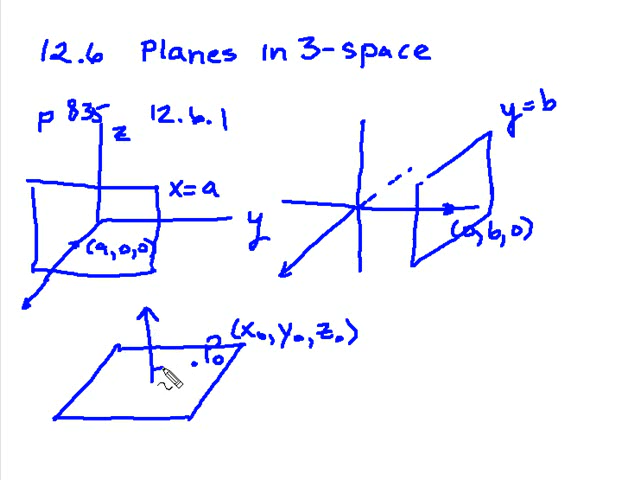 12.6 Planes in 3-space
p 835 12.6.1
z
x=a
y
(a,0,0)
y=b
(0,b,0)
P0 (x0,y0,z0)